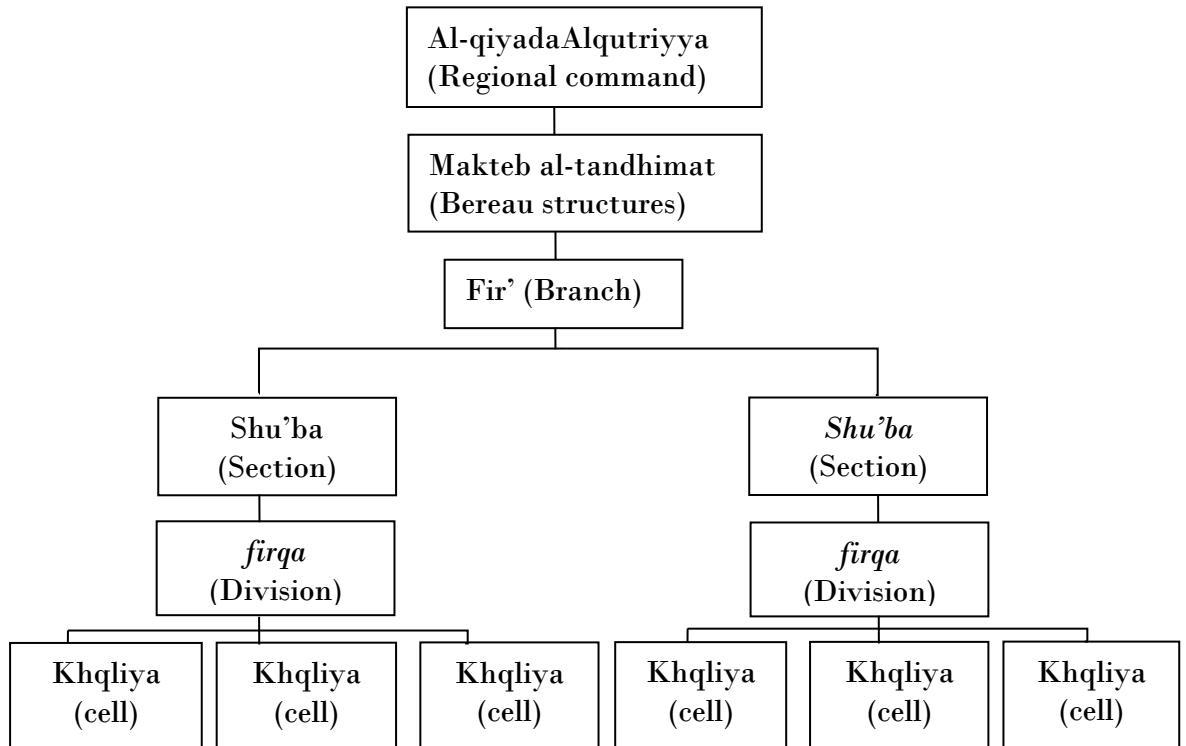 Al-qiyadaAlqutriyya
(Regional command)
Makteb al-tandhimat
(Bereau structures)
Fir’ (Branch)
Shu’ba
(Section)
Shu’ba
(Section)
firqa
(Division)
firqa
(Division)
Khqliya
(cell)
Khqliya
(cell)
Khqliya
(cell)
Khqliya
(cell)
Khqliya
(cell)
Khqliya
(cell)